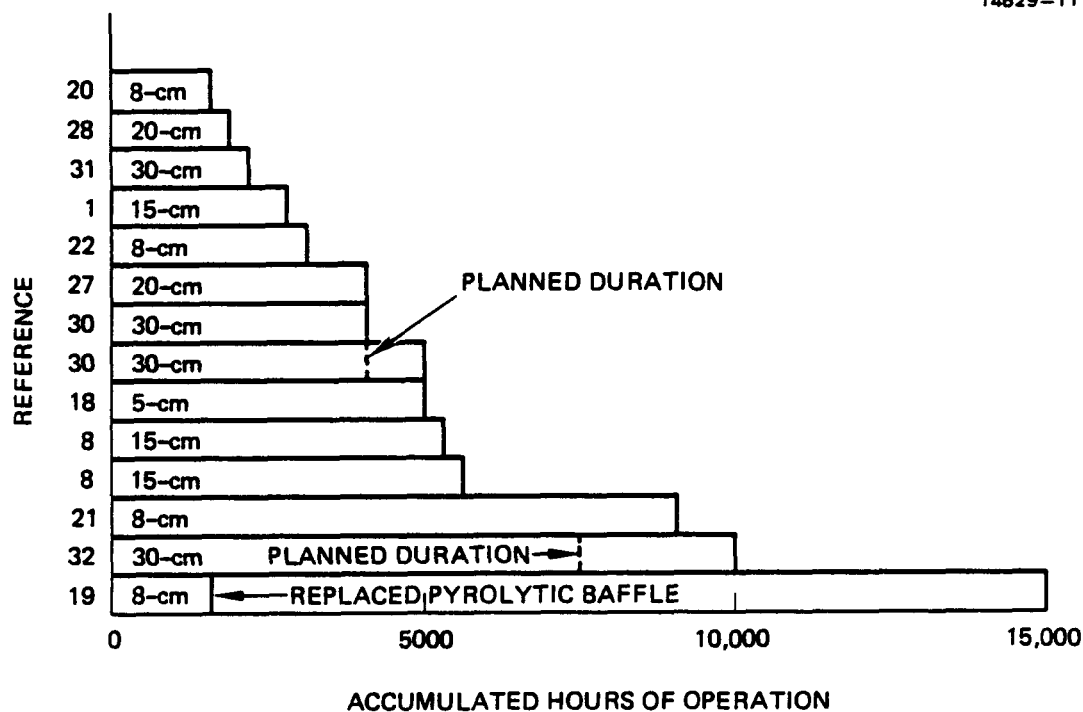 14829-11
20 8-cm
28 20-cm
31 30-cm
1 15-cm
22 8-cm
27 20-cm
PLANNED DURATION
30 30-cm
30 30-cm
18 5-cm
8 15-cm
8 15-cm
21 8-cm
32 30-cm PLANNED DURATION
19 8-cm REPLACED PYROLYTIC BAFFLE
REFERENCE
0 5000 10,000 15,000
ACCUMULATED HOURS OF OPERATION